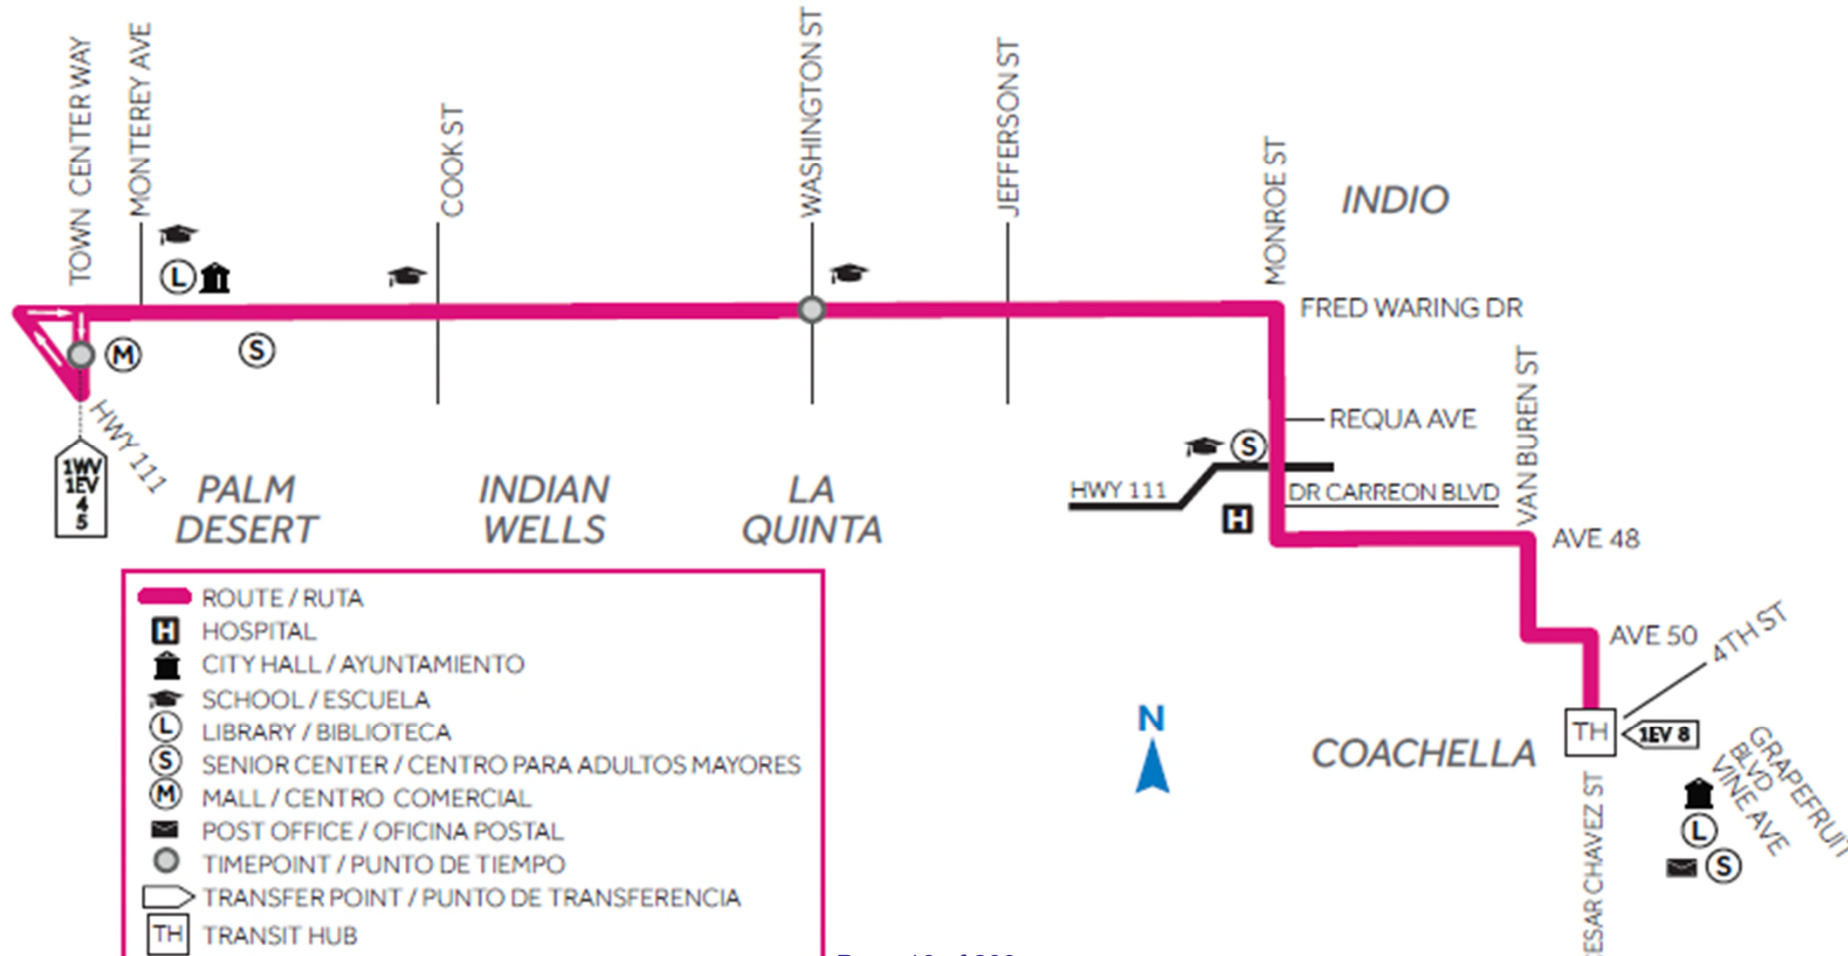 TOWN CENTER WAY
MONTEREY AVE
COOK ST
WASHINGTON ST
JEFFERSON ST
MONROE ST
INDIO
L
FRED WARING DR
M
S
HWY 111
1WV
1EV
4
5
VAN BUREN ST
REQUA AVE
S
HWY 111
DR CARREON BLVD
H
PALM
DESERT
INDIAN
WELLS
LA
QUINTA
AVE 48
AVE 50
4TH ST
TH
1EV 8
COACHELLA
N
GRAPEFRUIT
BLVD
VINE AVE
L
S
ROUTE / RUTA
H HOSPITAL
CITY HALL / AYUNTAMIENTO
SCHOOL / ESCUELA
L LIBRARY / BIBLIOTECA
S SENIOR CENTER / CENTRO PARA ADULTOS MAYORES
M MALL / CENTRO COMERCIAL
POST OFFICE / OFICINA POSTAL
TIMEPOINT / PUNTO DE TIEMPO
TRANSFER POINT / PUNTO DE TRANSFERENCIA
TH TRANSIT HUB
CHAVEZ ST